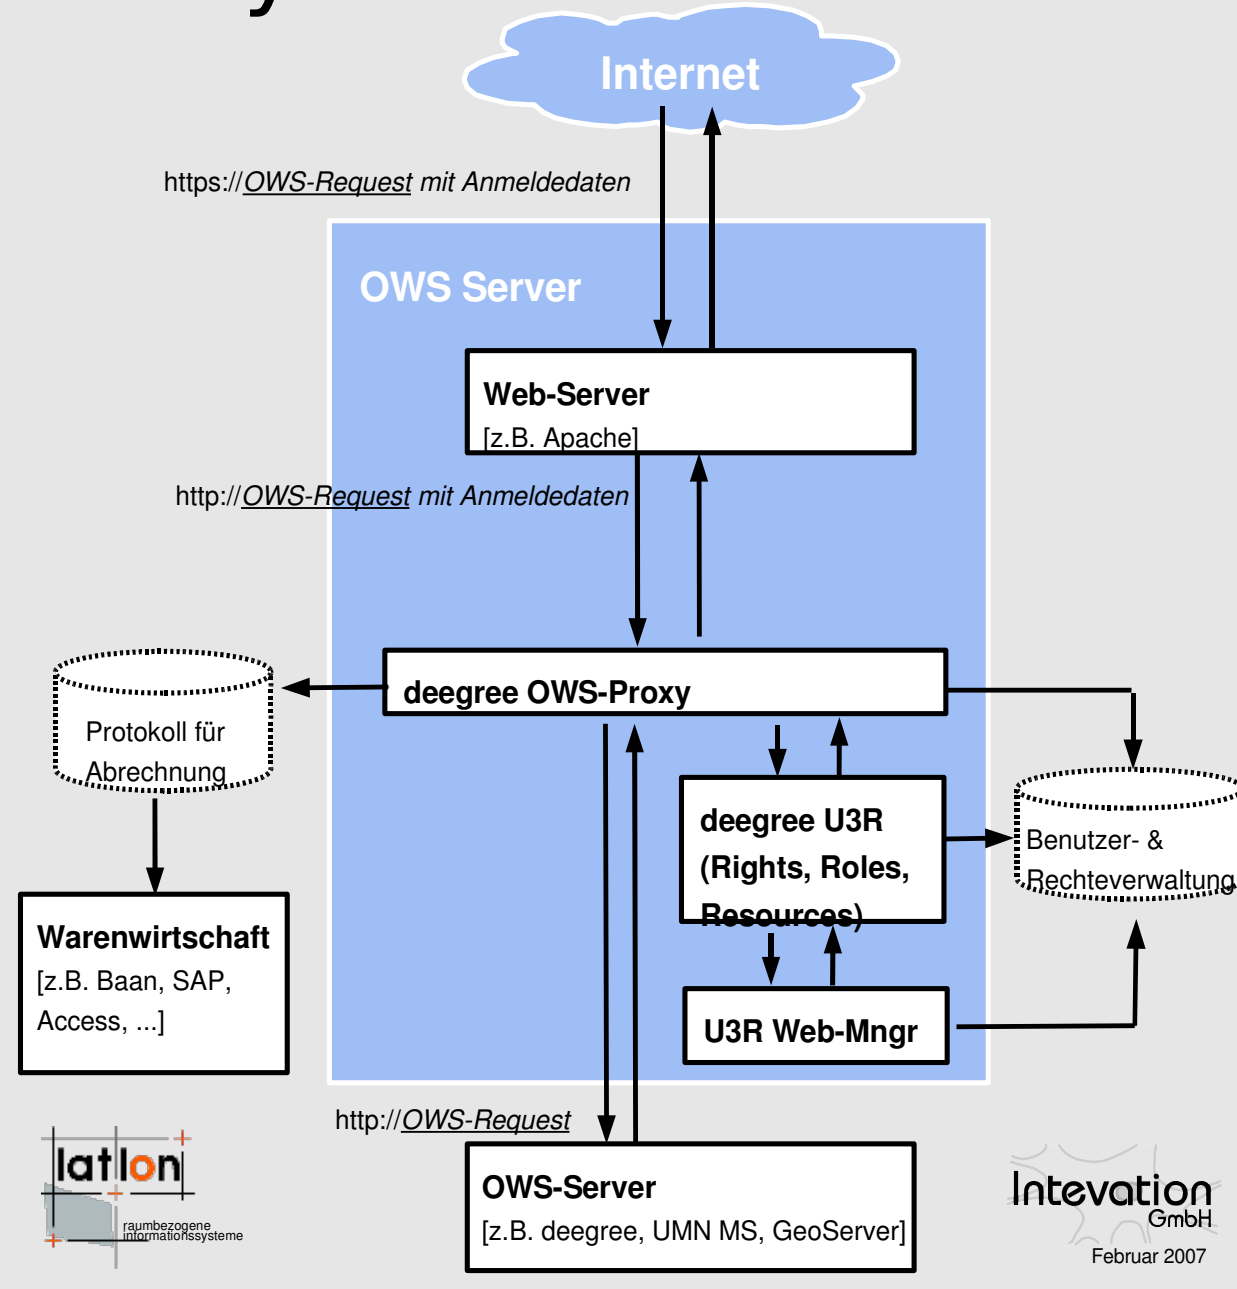 Internet
https://OWS-Request mit Anmeldedaten
OWS Server
Web-Server
[z.B. Apache]
http://OWS-Request mit Anmeldedaten
deegree OWS-Proxy
Protokoll für
Abrechnung
deegree U3R
(Rights, Roles,
Resources)
Benutzer- &
Rechteverwaltung
Warenwirtschaft
[z.B. Baan, SAP,
Access, ...]
U3R Web-Mngr
http://OWS-Request
OWS-Server
[z.B. deegree, UMN MS, GeoServer]
lat lon
raumbezogene
informationssysteme
Intevation
GmbH
Februar 2007